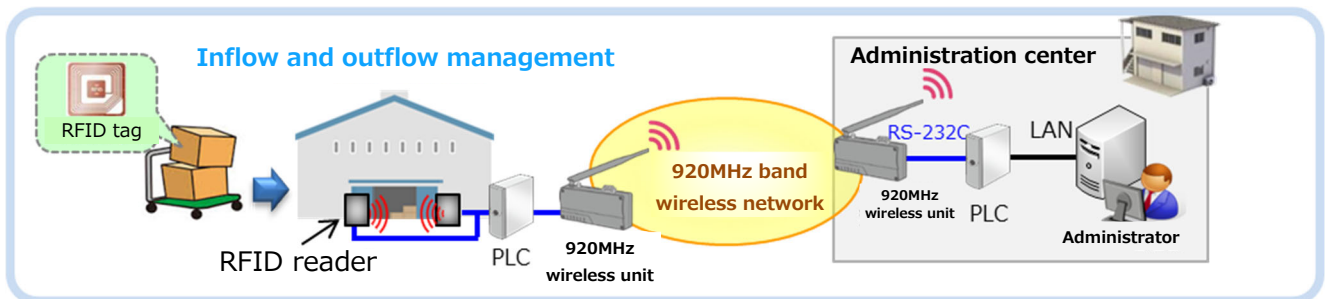 Inflow and outflow management
RFID tag
RFID reader
PLC
920MHz
wireless unit
920MHz band
wireless network
Administration center
RS-232C
LAN
920MHz
wireless unit
PLC
Administrator